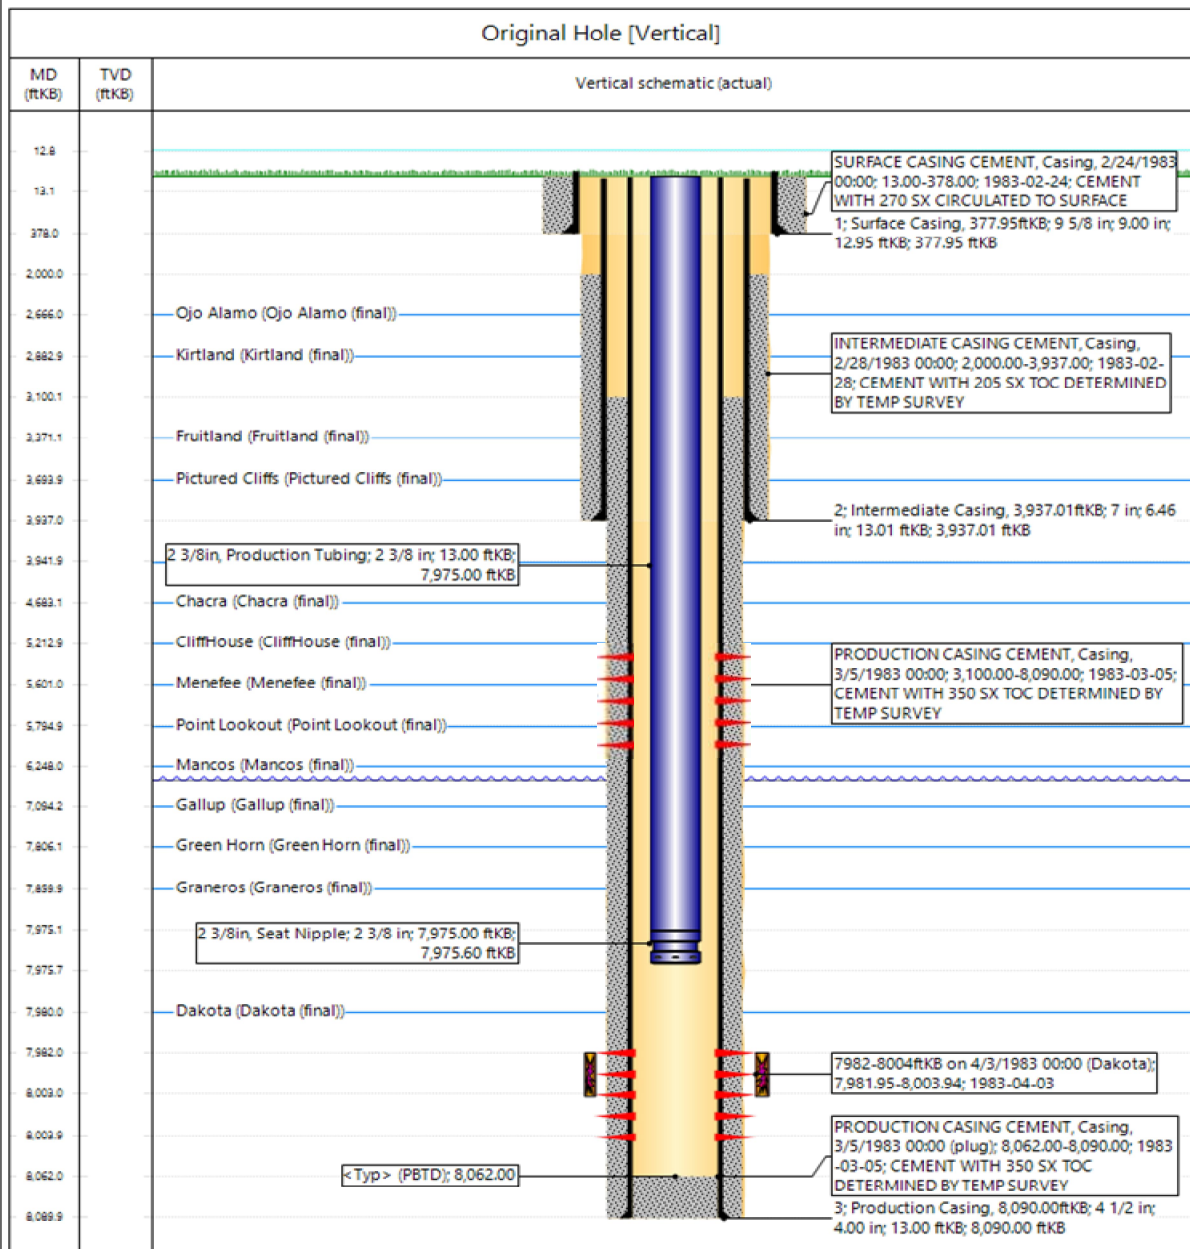 Original Hole [Vertical]
MD
(ftKB)
TVD
(ftKB)
Vertical schematic (actual)
12.8
13.1
378.0
2,000.0
2,666.0
2,882.9
3,100.1
3,371.1
3,693.9
3,937.0
3,941.9
4,683.1
5,212.9
5,601.0
5,794.9
6,248.0
7,094.2
7,806.1
7,859.9
7,975.1
7,975.7
7,980.0
7,982.0
8,003.0
8,003.9
8,062.0
8,089.9
SURFACE CASING CEMENT, Casing, 2/24/1983
00:00; 13.00-378.00; 1983-02-24; CEMENT
WITH 270 SX CIRCULATED TO SURFACE
1; Surface Casing, 377.95ftKB; 9 5/8 in; 9.00 in;
12.95 ftKB; 377.95 ftKB
Ojo Alamo (Ojo Alamo (final))
Kirtland (Kirtland (final))
INTERMEDIATE CASING CEMENT, Casing,
2/28/1983 00:00; 2,000.00-3,937.00; 1983-02-
28; CEMENT WITH 205 SX TOC DETERMINED
BY TEMP SURVEY
Fruitland (Fruitland (final))
Pictured Cliffs (Pictured Cliffs (final))
2; Intermediate Casing, 3,937.01ftKB; 7 in; 6.46
in; 13.01 ftKB; 3,937.01 ftKB
2 3/8in, Production Tubing; 2 3/8 in; 13.00 ftKB;
7,975.00 ftKB
Chacra (Chacra (final))
CliffHouse (CliffHouse (final))
Menefee (Menefee (final))
PRODUCTION CASING CEMENT, Casing,
3/5/1983 00:00; 3,100.00-8,090.00; 1983-03-05;
CEMENT WITH 350 SX TOC DETERMINED BY
TEMP SURVEY
Point Lookout (Point Lookout (final))
Mancos (Mancos (final))
Gallup (Gallup (final))
Green Horn (Green Horn (final))
Graneros (Graneros (final))
2 3/8in, Seat Nipple; 2 3/8 in; 7,975.00 ftKB;
7,975.60 ftKB
Dakota (Dakota (final))
7982-8004ftKB on 4/3/1983 00:00 (Dakota);
7,981.95-8,003.94; 1983-04-03
PRODUCTION CASING CEMENT, Casing,
3/5/1983 00:00 (plug); 8,062.00-8,090.00; 1983
-03-05; CEMENT WITH 350 SX TOC
DETERMINED BY TEMP SURVEY
<Typ> (PBTD); 8,062.00
3; Production Casing, 8,090.00ftKB; 4 1/2 in;
4.00 in; 13.00 ftKB; 8,090.00 ftKB